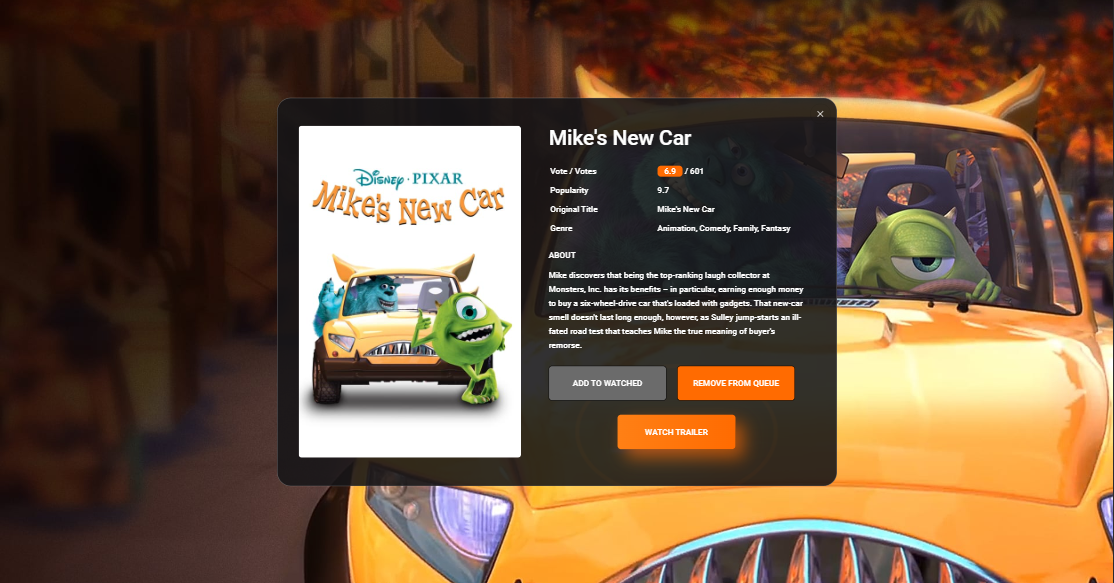 ×
Mike's New Car
Disney · PIXAR
Mike's New Car
Vote / Votes 6.9 / 601
Popularity 9.7
Original Title Mike's New Car
Genre Animation, Comedy, Family, Fantasy
ABOUT
Mike discovers that being the top-ranking laugh collector at
Monsters, Inc. has its benefits – in particular, earning enough money
to buy a six-wheel-drive car that's loaded with gadgets. That new-car
smell doesn't last long enough, however, as Sulley jump-starts an ill-
fated road test that teaches Mike the true meaning of buyer's
remorse.
ADD TO WATCHED REMOVE FROM QUEUE
WATCH TRAILER